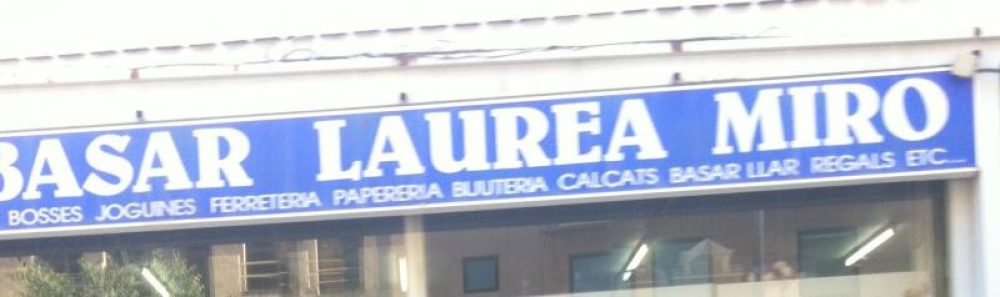 BASAR LAUREA MIRO
BOSSES JOGUINES FERRETERIA PAPERERIA BIJUTERIA CALCATS BASAR LLAR REGALS ETC....